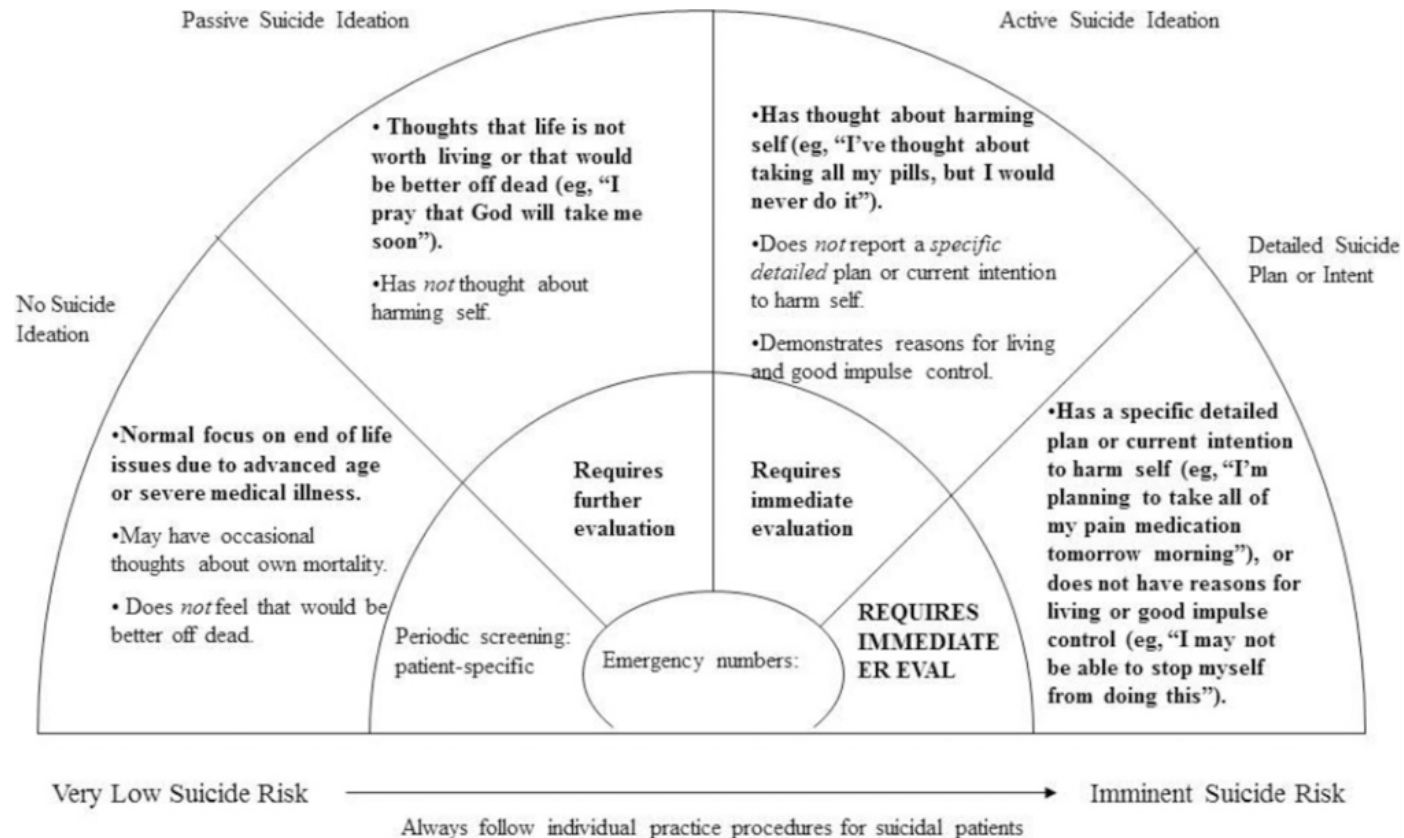 Passive Suicide Ideation
Active Suicide Ideation
• Thoughts that life is not
worth living or that would
be better off dead (eg, “I
pray that God will take me
soon”).
•Has not thought about
harming self.
•Has thought about harming
self (eg, “I’ve thought about
taking all my pills, but I would
never do it”).
•Does not report a specific
detailed plan or current intention
to harm self.
•Demonstrates reasons for living
and good impulse control.
No Suicide
Ideation
Detailed Suicide
Plan or Intent
•Normal focus on end of life
issues due to advanced age
or severe medical illness.
•May have occasional
thoughts about own mortality.
• Does not feel that would be
better off dead.
Requires
further
evaluation
Requires
immediate
evaluation
•Has a specific detailed
plan or current intention
to harm self (eg, “I’m
planning to take all of
my pain medication
tomorrow morning”), or
does not have reasons for
living or good impulse
control (eg, “I may not
be able to stop myself
from doing this”).
Periodic screening:
patient-specific
Emergency numbers:
REQUIRES
IMMEDIATE
ER EVAL
Very Low Suicide Risk
Imminent Suicide Risk
Always follow individual practice procedures for suicidal patients